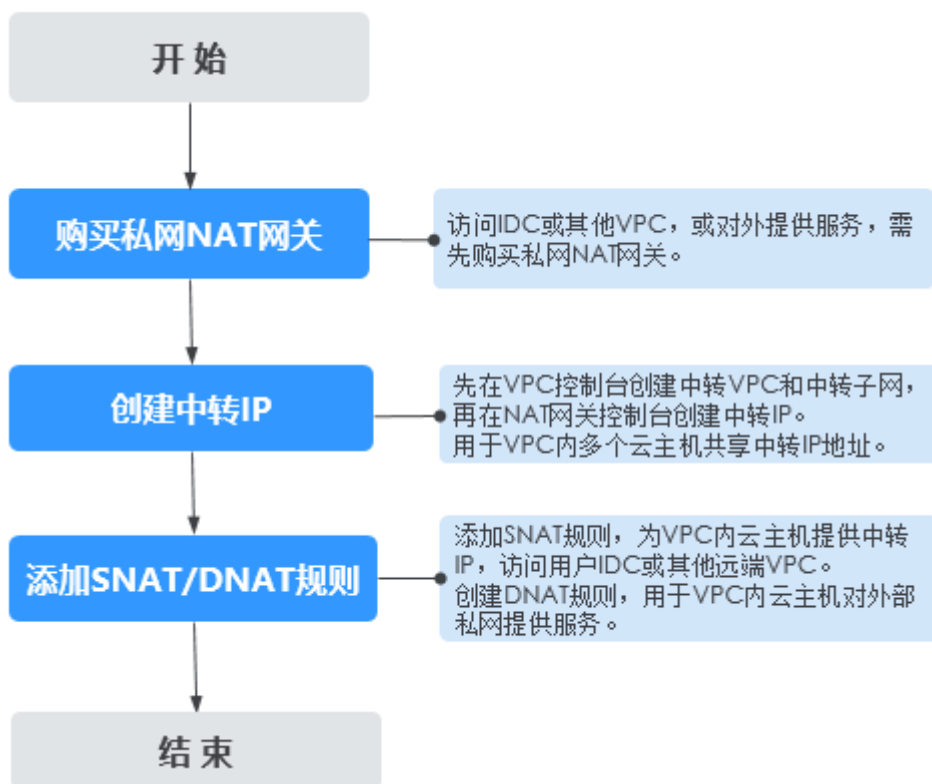 开 始
购买私网NAT网关
访问IDC或其他VPC，或对外提供服务，需
先购买私网NAT网关。
创建中转IP
先在VPC控制台创建中转VPC和中转子网，
再在NAT网关控制台创建中转IP。
用于VPC内多个云主机共享中转IP地址。
添加SNAT/DNAT规则
添加SNAT规则，为VPC内云主机提供中转
IP，访问用户IDC或其他远端VPC。
创建DNAT规则，用于VPC内云主机对外部
私网提供服务。
结 束